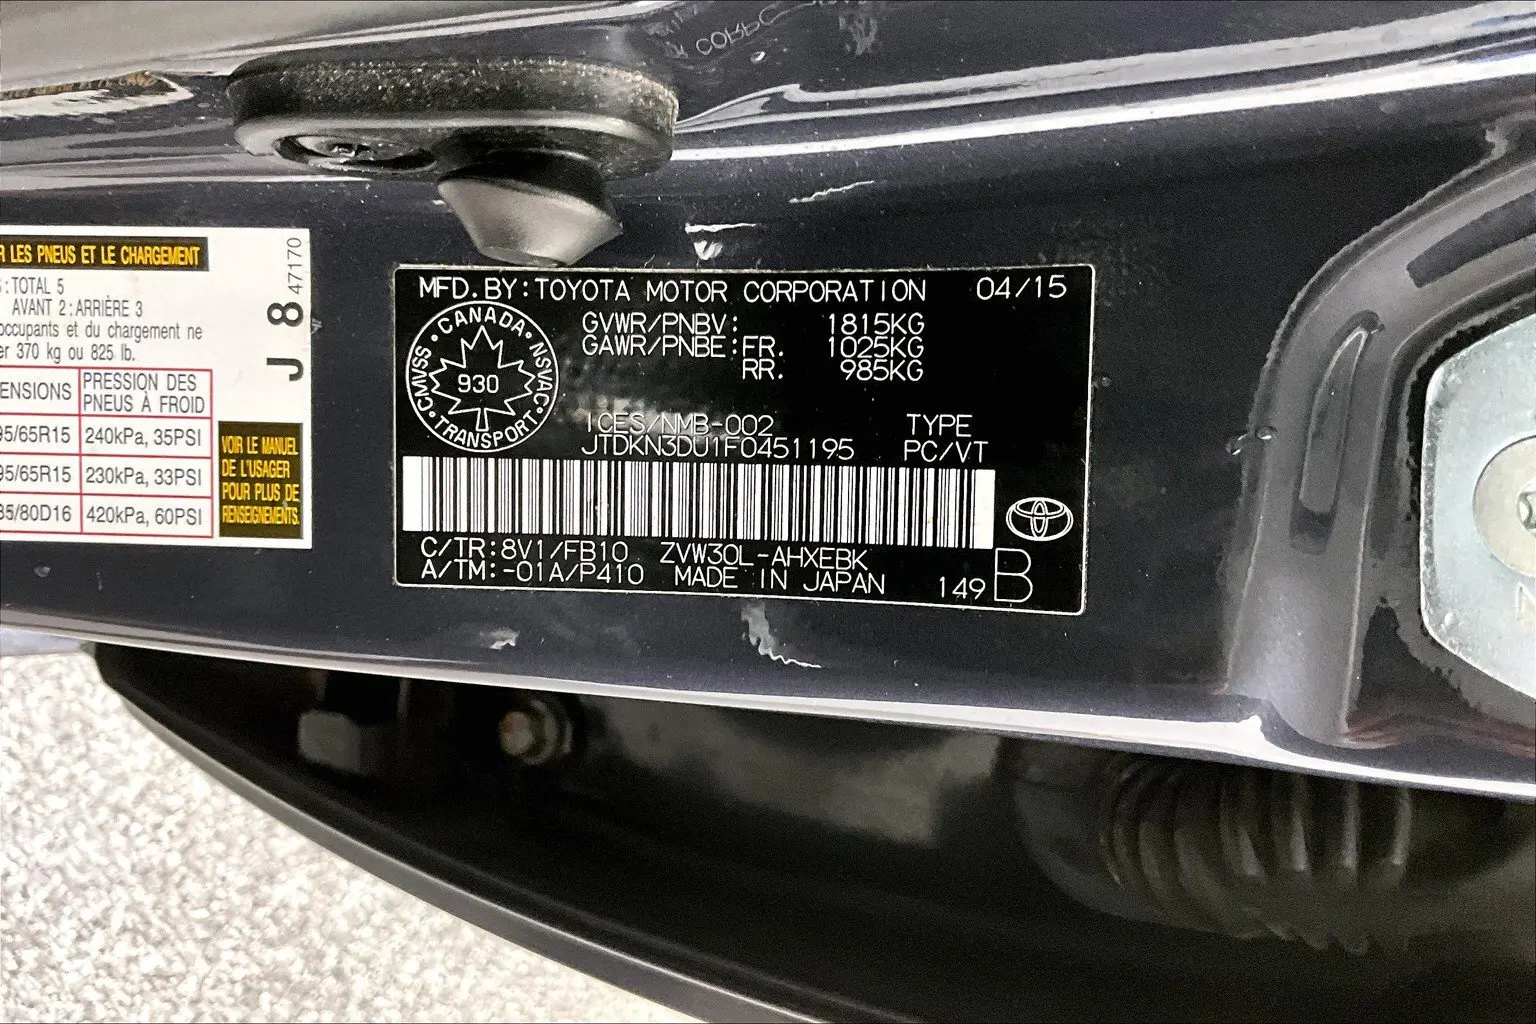 R LES PNEUS ET LE CHARGEMENT
:TOTAL 5
AVANT 2:ARRIÈRE 3
occupants et du chargement ne
er 370 kg ou 825 lb.
ENSIONS PRESSION DES PNEUS À FROID
95/65R15 240kPa, 35PSI
95/65R15 230kPa, 33PSI
35/80D16 420kPa, 60PSI
47170
J 8
VOIR LE MANUEL
DE L'USAGER
POUR PLUS DE
RENSEIGNEMENTS.
MFD.BY:TOYOTA MOTOR CORPORATION 04/15
GVWR/PNBV: 1815KG
GAWR/PNBE:FR. 1025KG
RR. 985KG
CANADA
NSVAC
TRANSPORT
CMVSS
930
ICES/NMB-002 TYPE
JTDKN3DU1F0451195 PC/VT
C/TR:8V1/FB10 ZVW30L-AHXEBK
A/TM:-01A/P410 MADE IN JAPAN 149 B